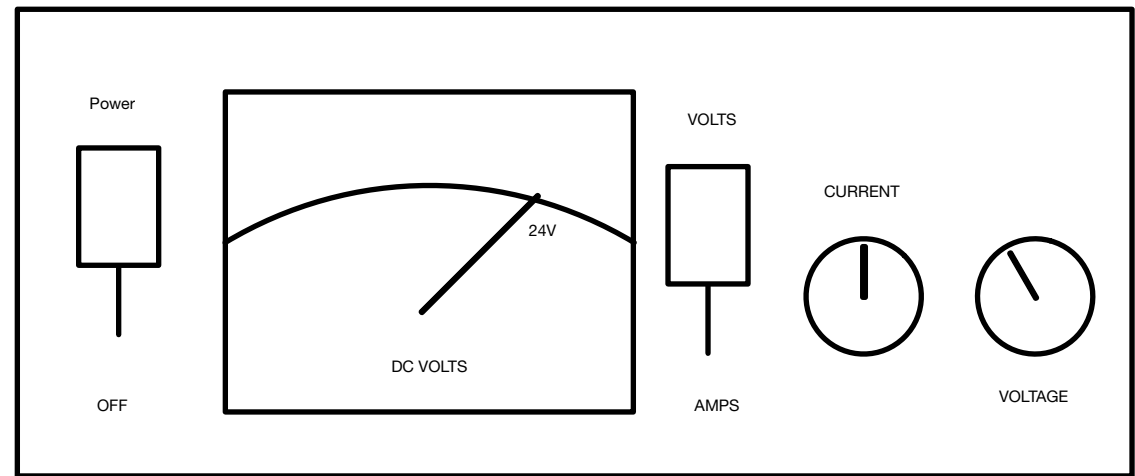 Power
OFF
24V
DC VOLTS
VOLTS
AMPS
CURRENT
VOLTAGE